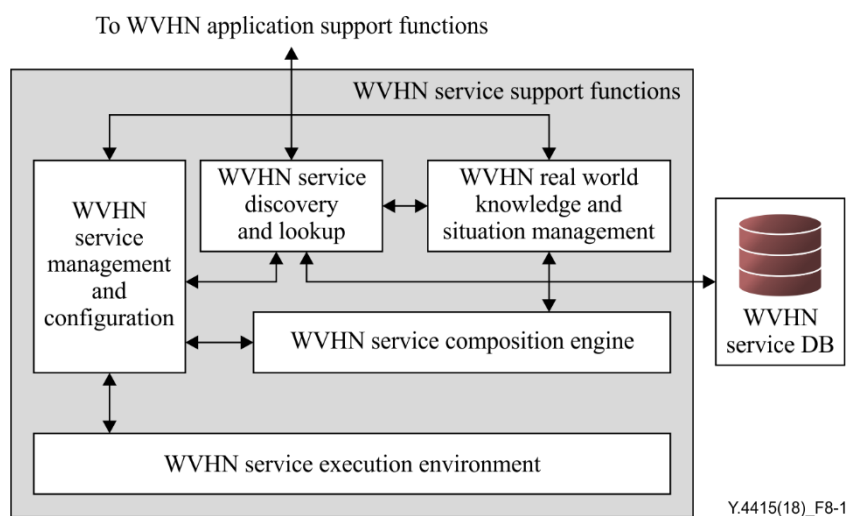 To WVHN application support functions
WVHN service support functions
WVHN
service
management
and
configuration
WVHN service
discovery
and lookup
WVHN real world
knowledge and
situation management
WVHN
service DB
WVHN service composition engine
WVHN service execution environment
Y.4415(18)_F8-1